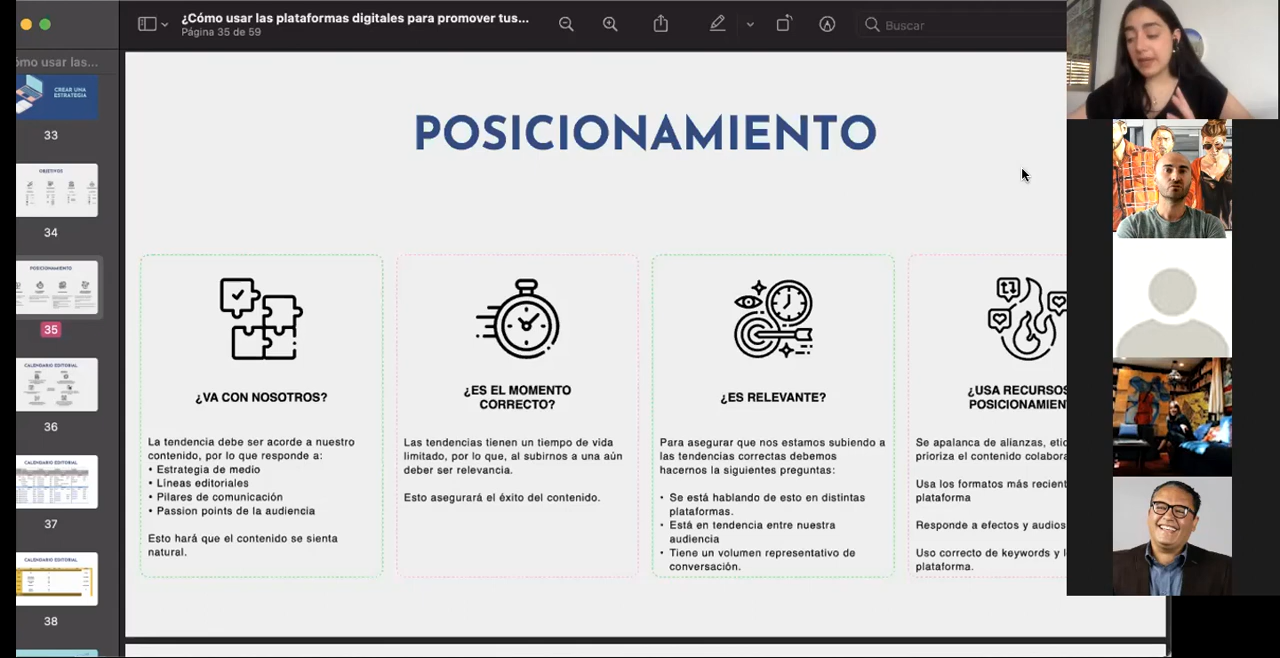 ¿Cómo usar las plataformas digitales para promover tus...
Página 35 de 59
Buscar
ómo usar las...
CREAR UNA
ESTRATEGIA
33
OBJETIVOS
34
POSICIONAMIENTO
35
CALENDARIO EDITORIAL
36
CALENDARIO EDITORIAL
37
CALENDARIO EDITORIAL
38
POSICIONAMIENTO
¿VA CON NOSOTROS?
La tendencia debe ser acorde a nuestro
contenido, por lo que responde a:
• Estrategia de medio
• Líneas editoriales
• Pilares de comunicación
• Passion points de la audiencia
Esto hará que el contenido se sienta
natural.
¿ES EL MOMENTO
CORRECTO?
Las tendencias tienen un tiempo de vida
limitado, por lo que, al subirnos a una aún
deber ser relevancia.
Esto asegurará el éxito del contenido.
¿ES RELEVANTE?
Para asegurar que nos estamos subiendo a
las tendencias correctas debemos
hacernos la siguientes preguntas:
• Se está hablando de esto en distintas
plataformas.
• Está en tendencia entre nuestra
audiencia
• Tiene un volumen representativo de
conversación.
¿USA RECURSOS
POSICIONAMIEN
Se apalanca de alianzas, etiq
prioriza el contenido colabora
Usa los formatos más recient
plataforma
Responde a efectos y audios
Uso correcto de keywords y l
plataforma.